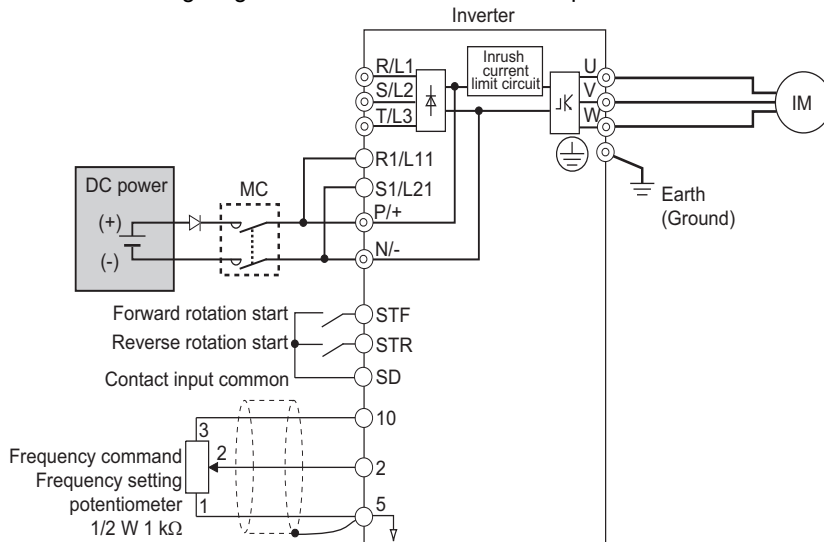 Inverter
R/L1
S/L2
T/L3
Inrush
current
limit circuit
U
V
W
IM
R1/L11
S1/L21
P/+
N/-
DC power
(+)
(-)
MC
Earth
(Ground)
Forward rotation start
STF
Reverse rotation start
STR
Contact input common
SD
10
3
2
2
1
5
Frequency command
Frequency setting
potentiometer
1/2 W 1 kΩ